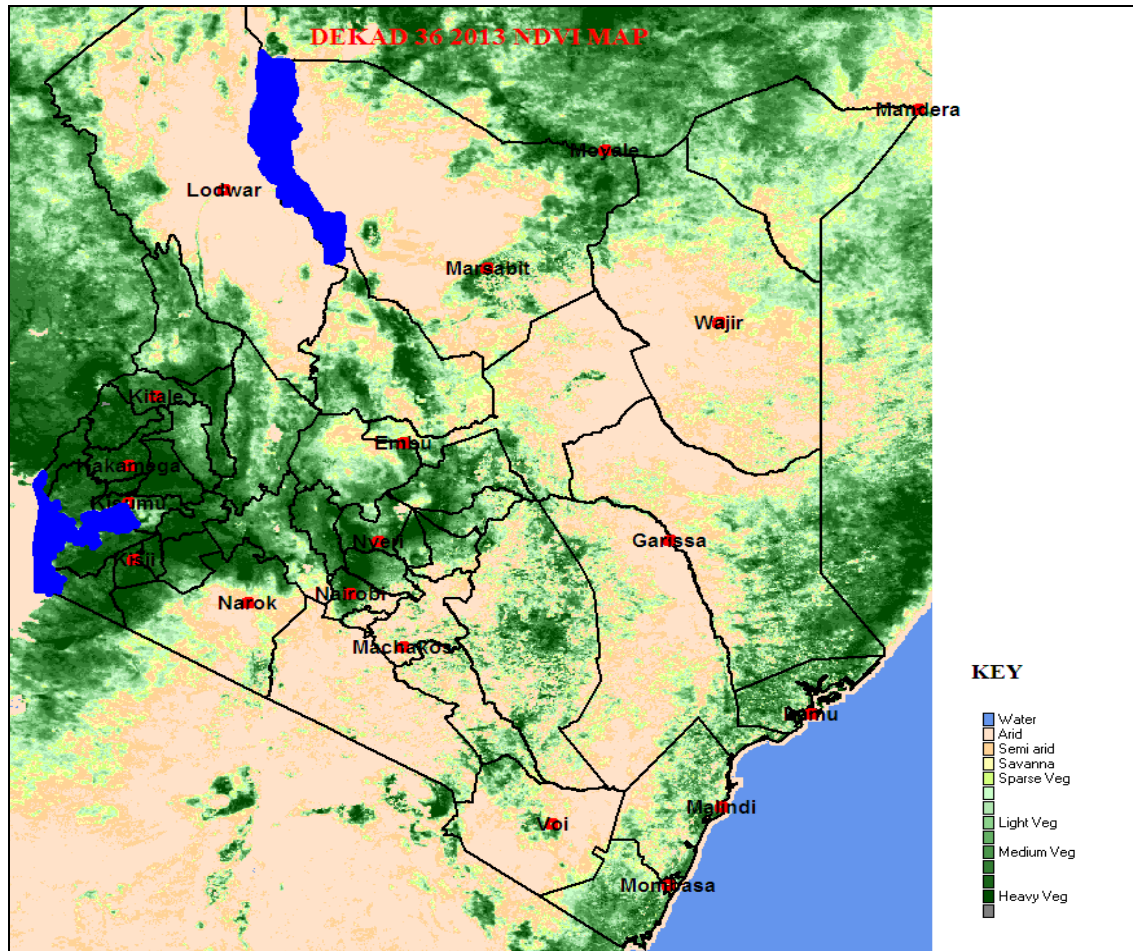 DEKAD 36 2013 NDVI MAP
Mandera
Moyale
Lodwar
Marsabit
Wajir
Kitale
Embu
Kakamega
Kisumu
Nyeri
Garissa
Kisii
Nairobi
Narok
Machakos
KEY
Lamu
Water
Arid
Semi arid
Savanna
Sparse Veg
Malindi
Voi
Light Veg
Medium Veg
Mombasa
Heavy Veg